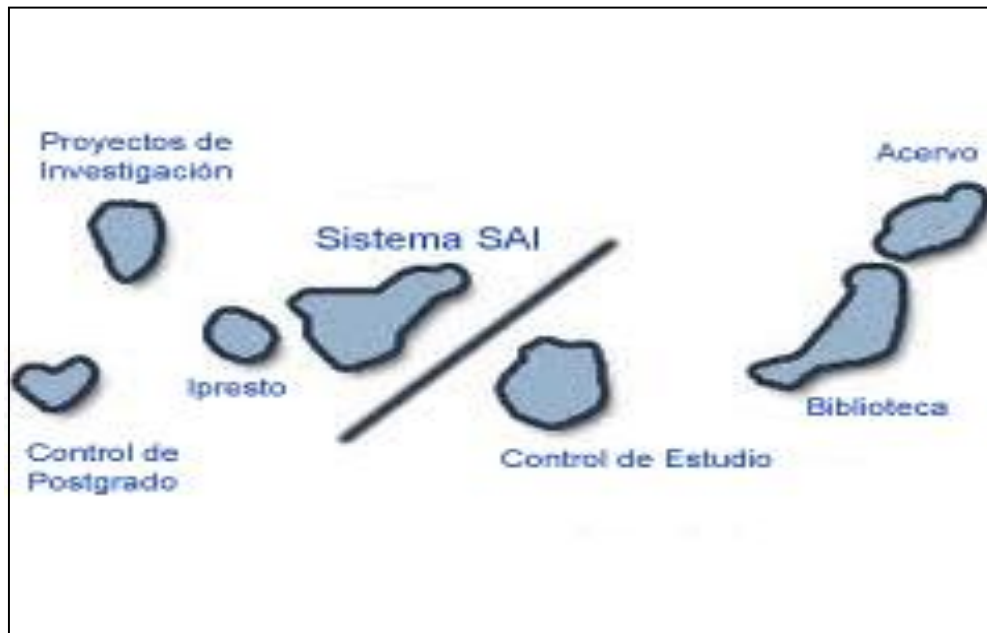 Proyectos de
Investigación
Acervo
Sistema SAI
Ipresto
Biblioteca
Control de
Postgrado
Control de Estudio